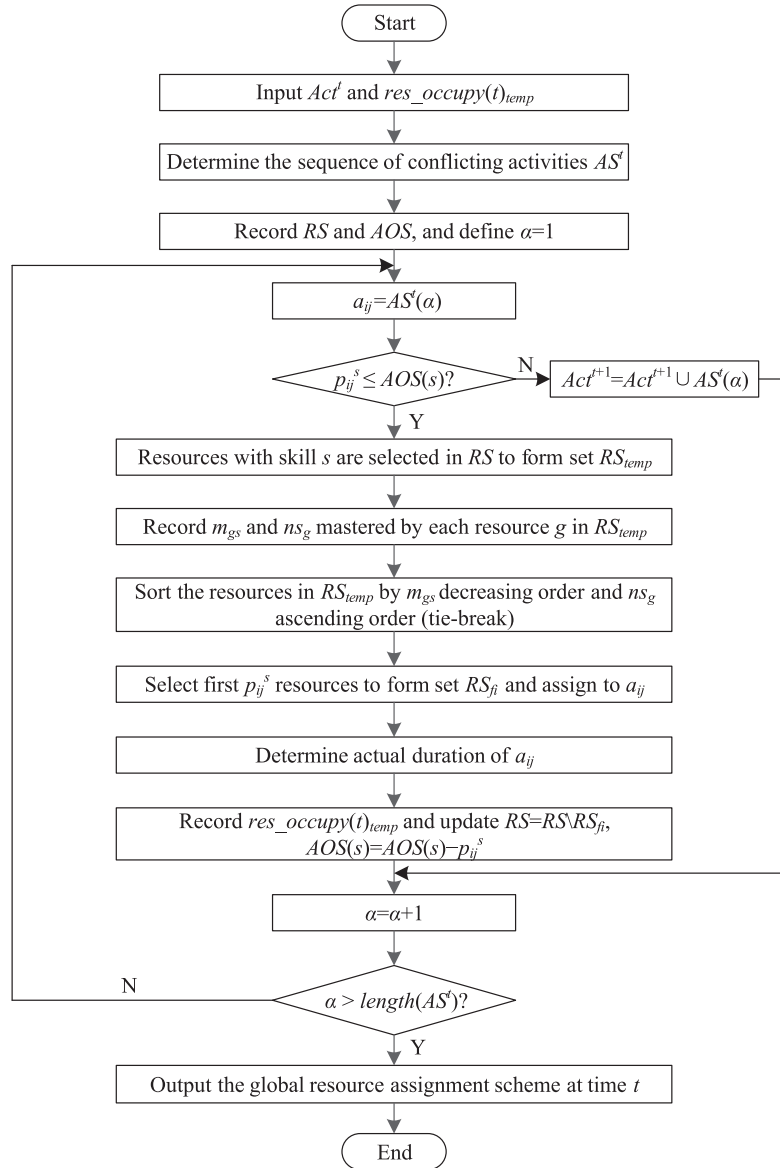 Start
Input Act^t and res_occupy(t)_temp
Determine the sequence of conflicting activities AS^t
Record RS and AOS, and define α=1
a_ij=AS^t(α)
p_ij^s ≤ AOS(s)?
N
Act^t+1=Act^t+1 ∪ AS^t(α)
Y
Resources with skill s are selected in RS to form set RS_temp
Record m_gs and ns_g mastered by each resource g in RS_temp
Sort the resources in RS_temp by m_gs decreasing order and ns_g
ascending order (tie-break)
Select first p_ij^s resources to form set RS_fi and assign to a_ij
Determine actual duration of a_ij
Record res_occupy(t)_temp and update RS=RS\RS_fi,
AOS(s)=AOS(s)−p_ij^s
α=α+1
N
α > length(AS^t)?
Y
Output the global resource assignment scheme at time t
End